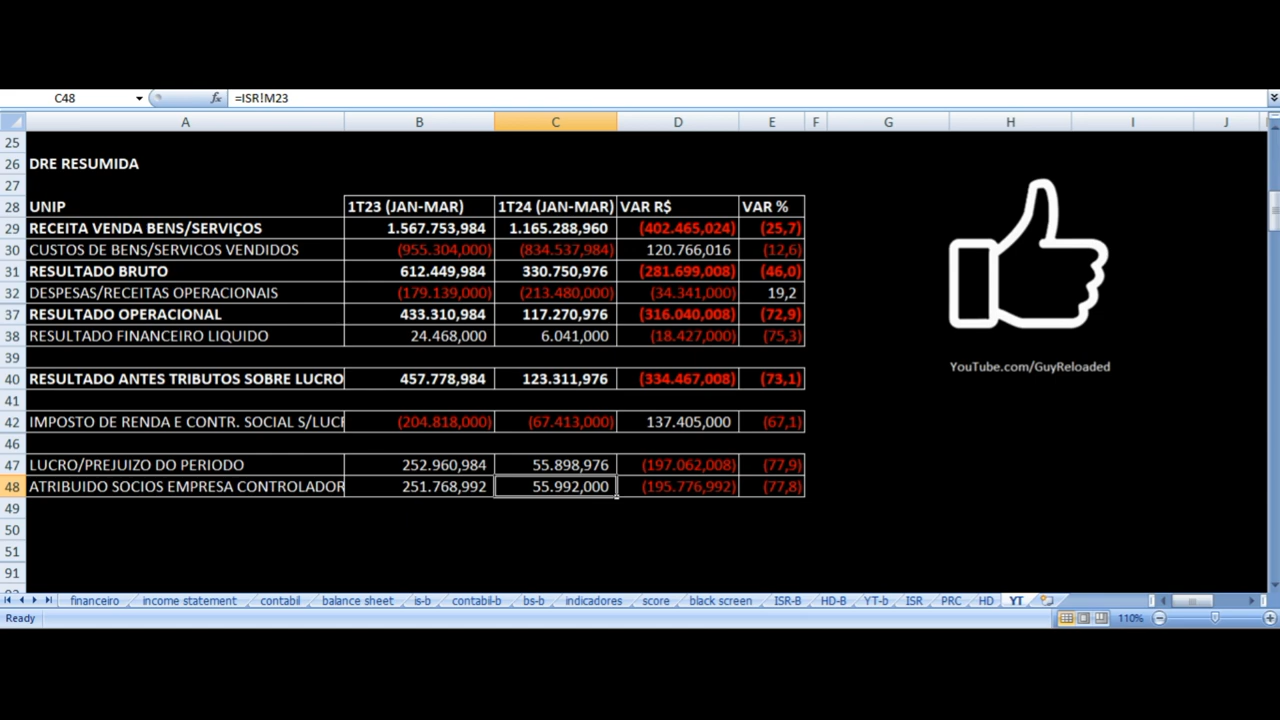 C48 fx =ISR!M23
A B C D E F G H I J
25
26 DRE RESUMIDA
27
28 UNIP 1T23 (JAN-MAR) 1T24 (JAN-MAR) VAR R$ VAR %
29 RECEITA VENDA BENS/SERVIÇOS 1.567.753,984 1.165.288,960 (402.465,024) (25,7)
30 CUSTOS DE BENS/SERVICOS VENDIDOS (955.304,000) (834.537,984) 120.766,016 (12,6)
31 RESULTADO BRUTO 612.449,984 330.750,976 (281.699,008) (46,0)
32 DESPESAS/RECEITAS OPERACIONAIS (179.139,000) (213.480,000) (34.341,000) 19,2
37 RESULTADO OPERACIONAL 433.310,984 117.270,976 (316.040,008) (72,9)
38 RESULTADO FINANCEIRO LIQUIDO 24.468,000 6.041,000 (18.427,000) (75,3)
39
YouTube.com/GuyReloaded
40 RESULTADO ANTES TRIBUTOS SOBRE LUCRO 457.778,984 123.311,976 (334.467,008) (73,1)
41
42 IMPOSTO DE RENDA E CONTR. SOCIAL S/LUCR (204.818,000) (67.413,000) 137.405,000 (67,1)
46
47 LUCRO/PREJUIZO DO PERIODO 252.960,984 55.898,976 (197.062,008) (77,9)
48 ATRIBUIDO SOCIOS EMPRESA CONTROLADOR 251.768,992 55.992,000 (195.776,992) (77,8)
49
50
51
91
financeiro income statement contabil balance sheet is-b contabil-b bs-b indicadores score black screen ISR-B HD-B YT-b ISR PRC HD YT
Ready 110%